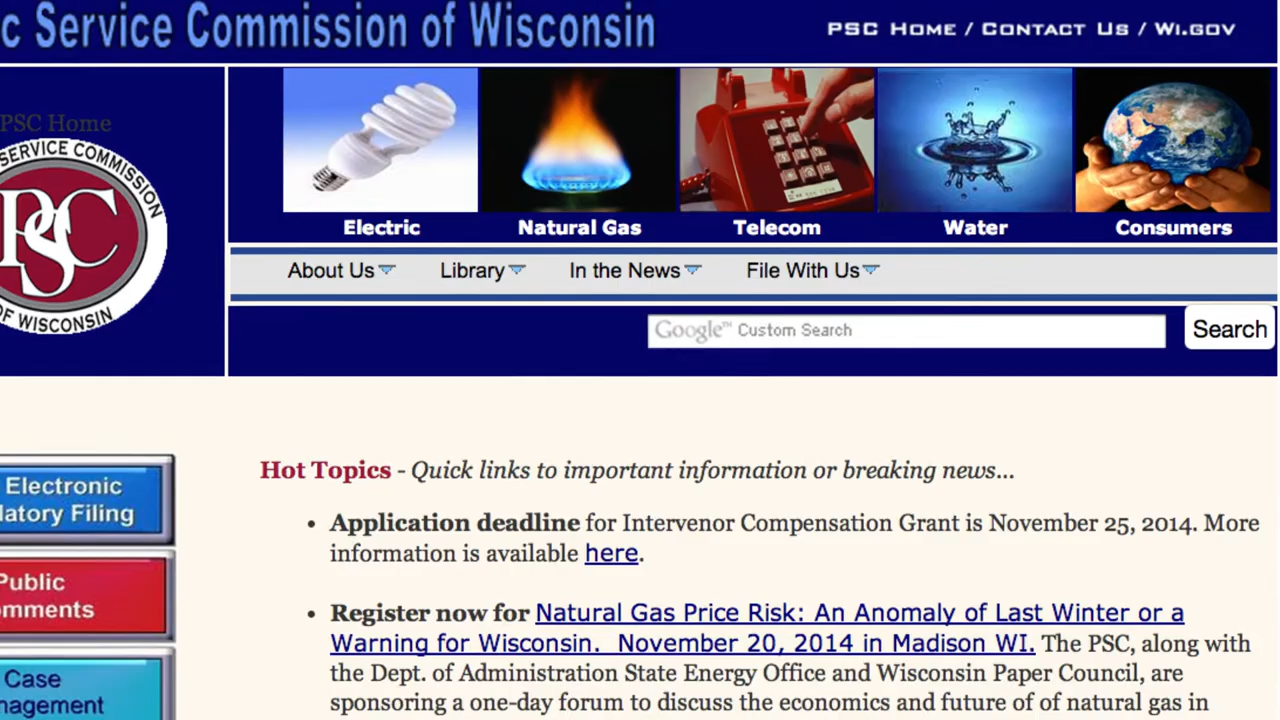 c Service Commission of Wisconsin
PSC Home / Contact Us / Wi.gov
PSC Home
SERVICE COMMISSION
PSC
OF WISCONSIN
Electric Natural Gas Telecom Water Consumers
About Us Library In the News File With Us
Google™ Custom Search Search
Hot Topics - Quick links to important information or breaking news...
Electronic
latory Filing
Public
mments
Case
nagement
• Application deadline for Intervenor Compensation Grant is November 25, 2014. More
information is available here.
• Register now for Natural Gas Price Risk: An Anomaly of Last Winter or a
Warning for Wisconsin. November 20, 2014 in Madison WI. The PSC, along with
the Dept. of Administration State Energy Office and Wisconsin Paper Council, are
sponsoring a one-day forum to discuss the economics and future of of natural gas in